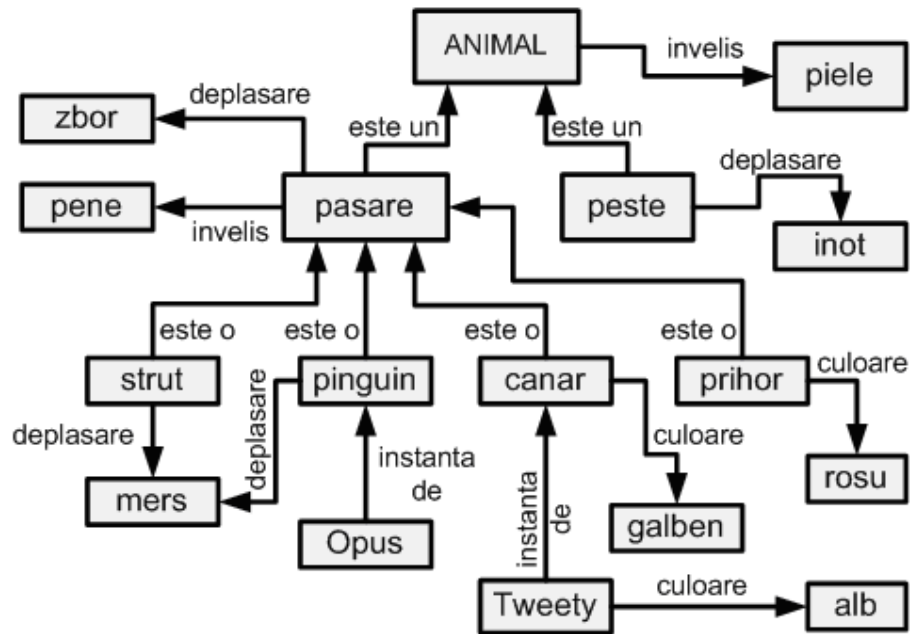 ANIMAL
invelis
piele
deplasare
zbor
este un
este un
deplasare
pene
pasare
peste
invelis
inot
este o
este o
este o
este o
strut
pinguin
canar
prihor
culoare
deplasare
deplasare
instanta
de
culoare
mers
rosu
Opus
instanta
de
galben
Tweety
culoare
alb